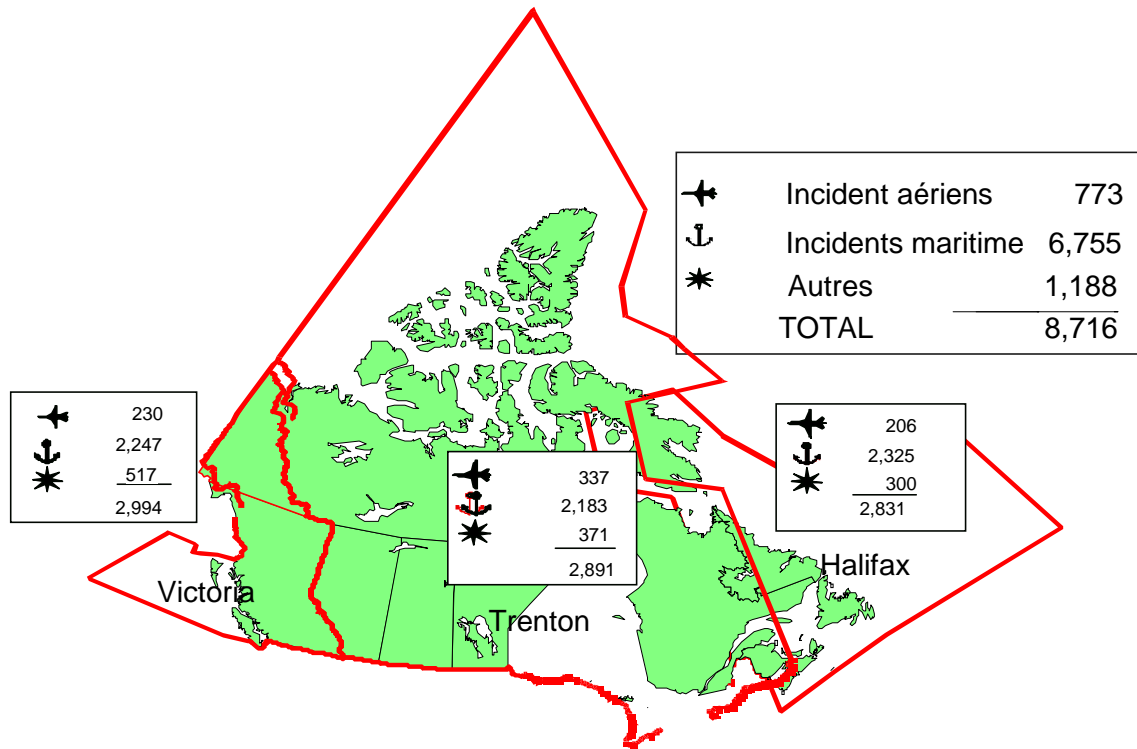 Incident aériens 773
Incidents maritime 6,755
Autres 1,188
TOTAL 8,716
230
2,247
517
2,994
337
2,183
371
2,891
206
2,325
300
2,831
Victoria
Trenton
Halifax